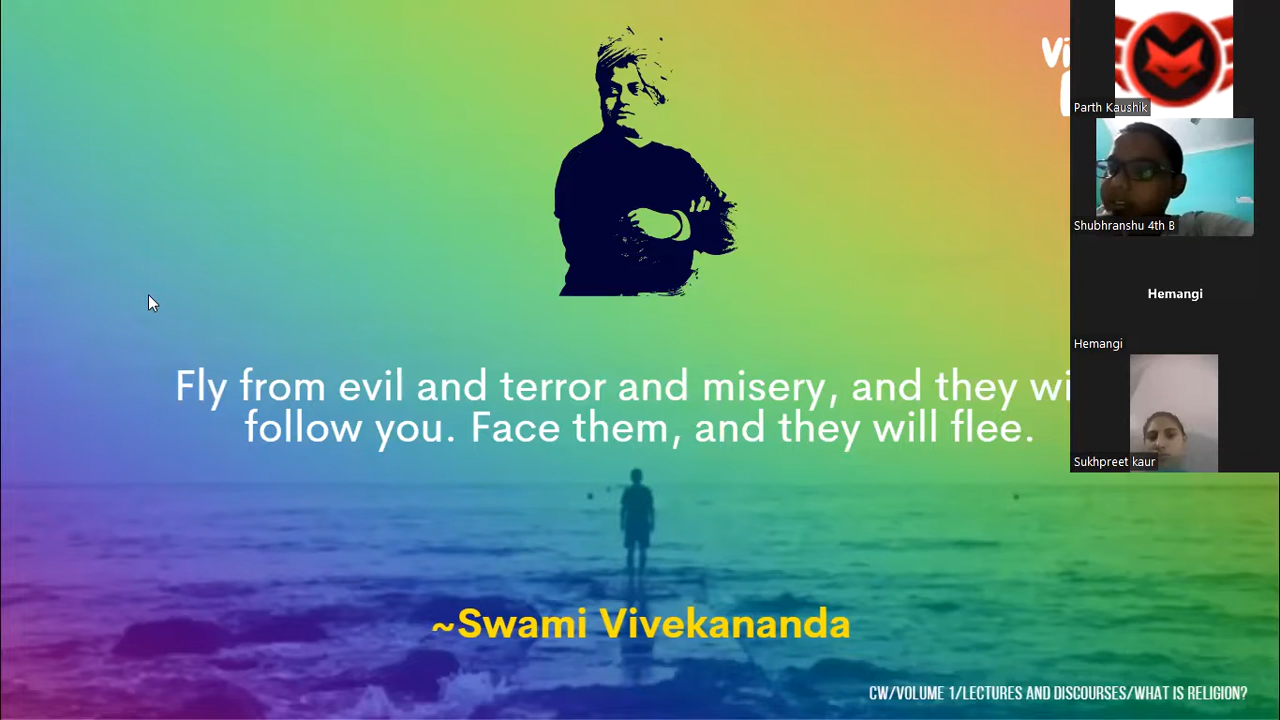 Vi
Parth Kaushik
Shubhranshu 4th B
Hemangi
Hemangi
Sukhpreet kaur
Fly from evil and terror and misery, and they wi
follow you. Face them, and they will flee.
~Swami Vivekananda
CW/VOLUME 1/LECTURES AND DISCOURSES/WHAT IS RELIGION?